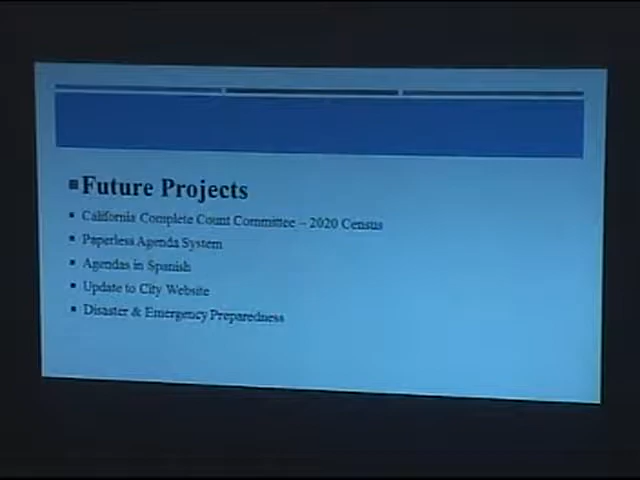 ▪Future Projects
▪ California Complete Count Committee – 2020 Census
▪ Paperless Agenda System
▪ Agendas in Spanish
▪ Update to City Website
▪ Disaster & Emergency Preparedness